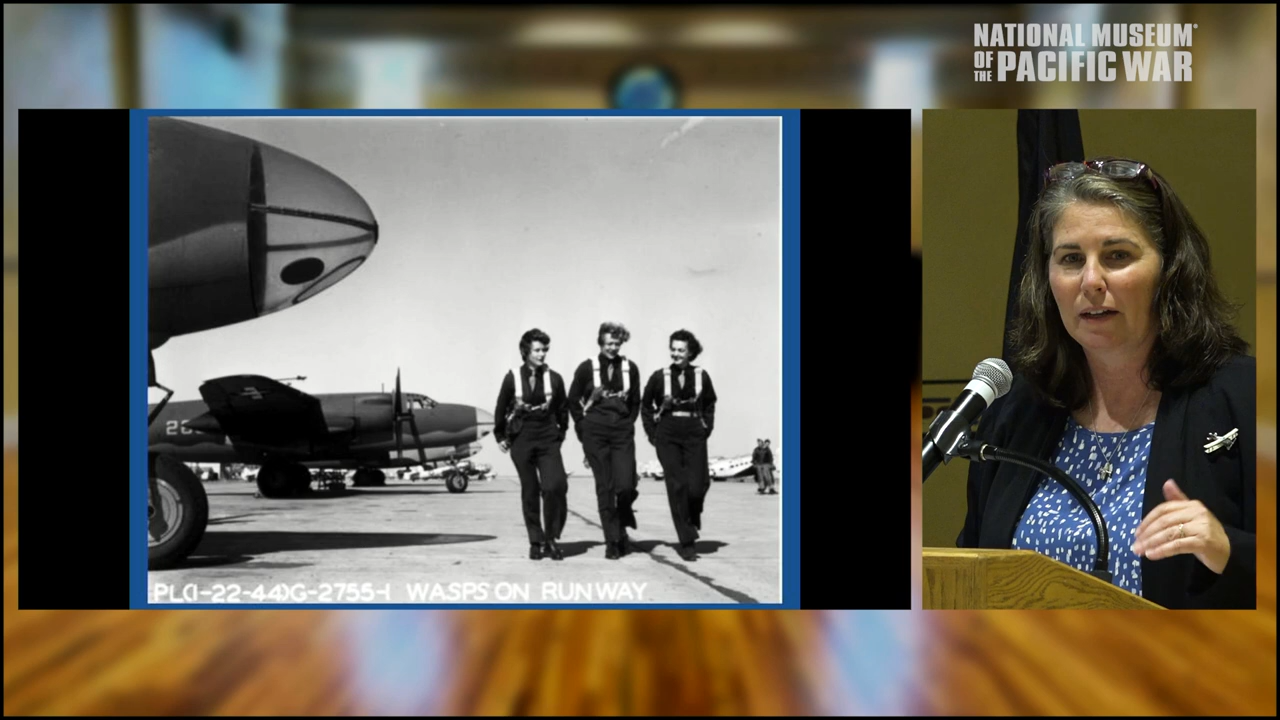 NATIONAL MUSEUM
OF THE PACIFIC WAR
PL(1-22-44)G-2755-1 WASPS ON RUNWAY